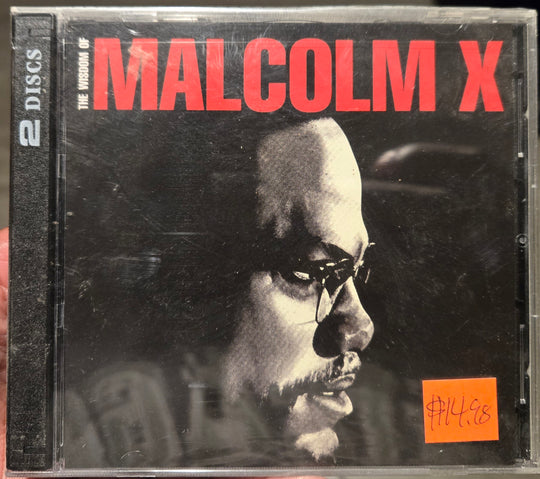 2 DISCS
THE WISDOM OF
MALCOLM X
$14.98